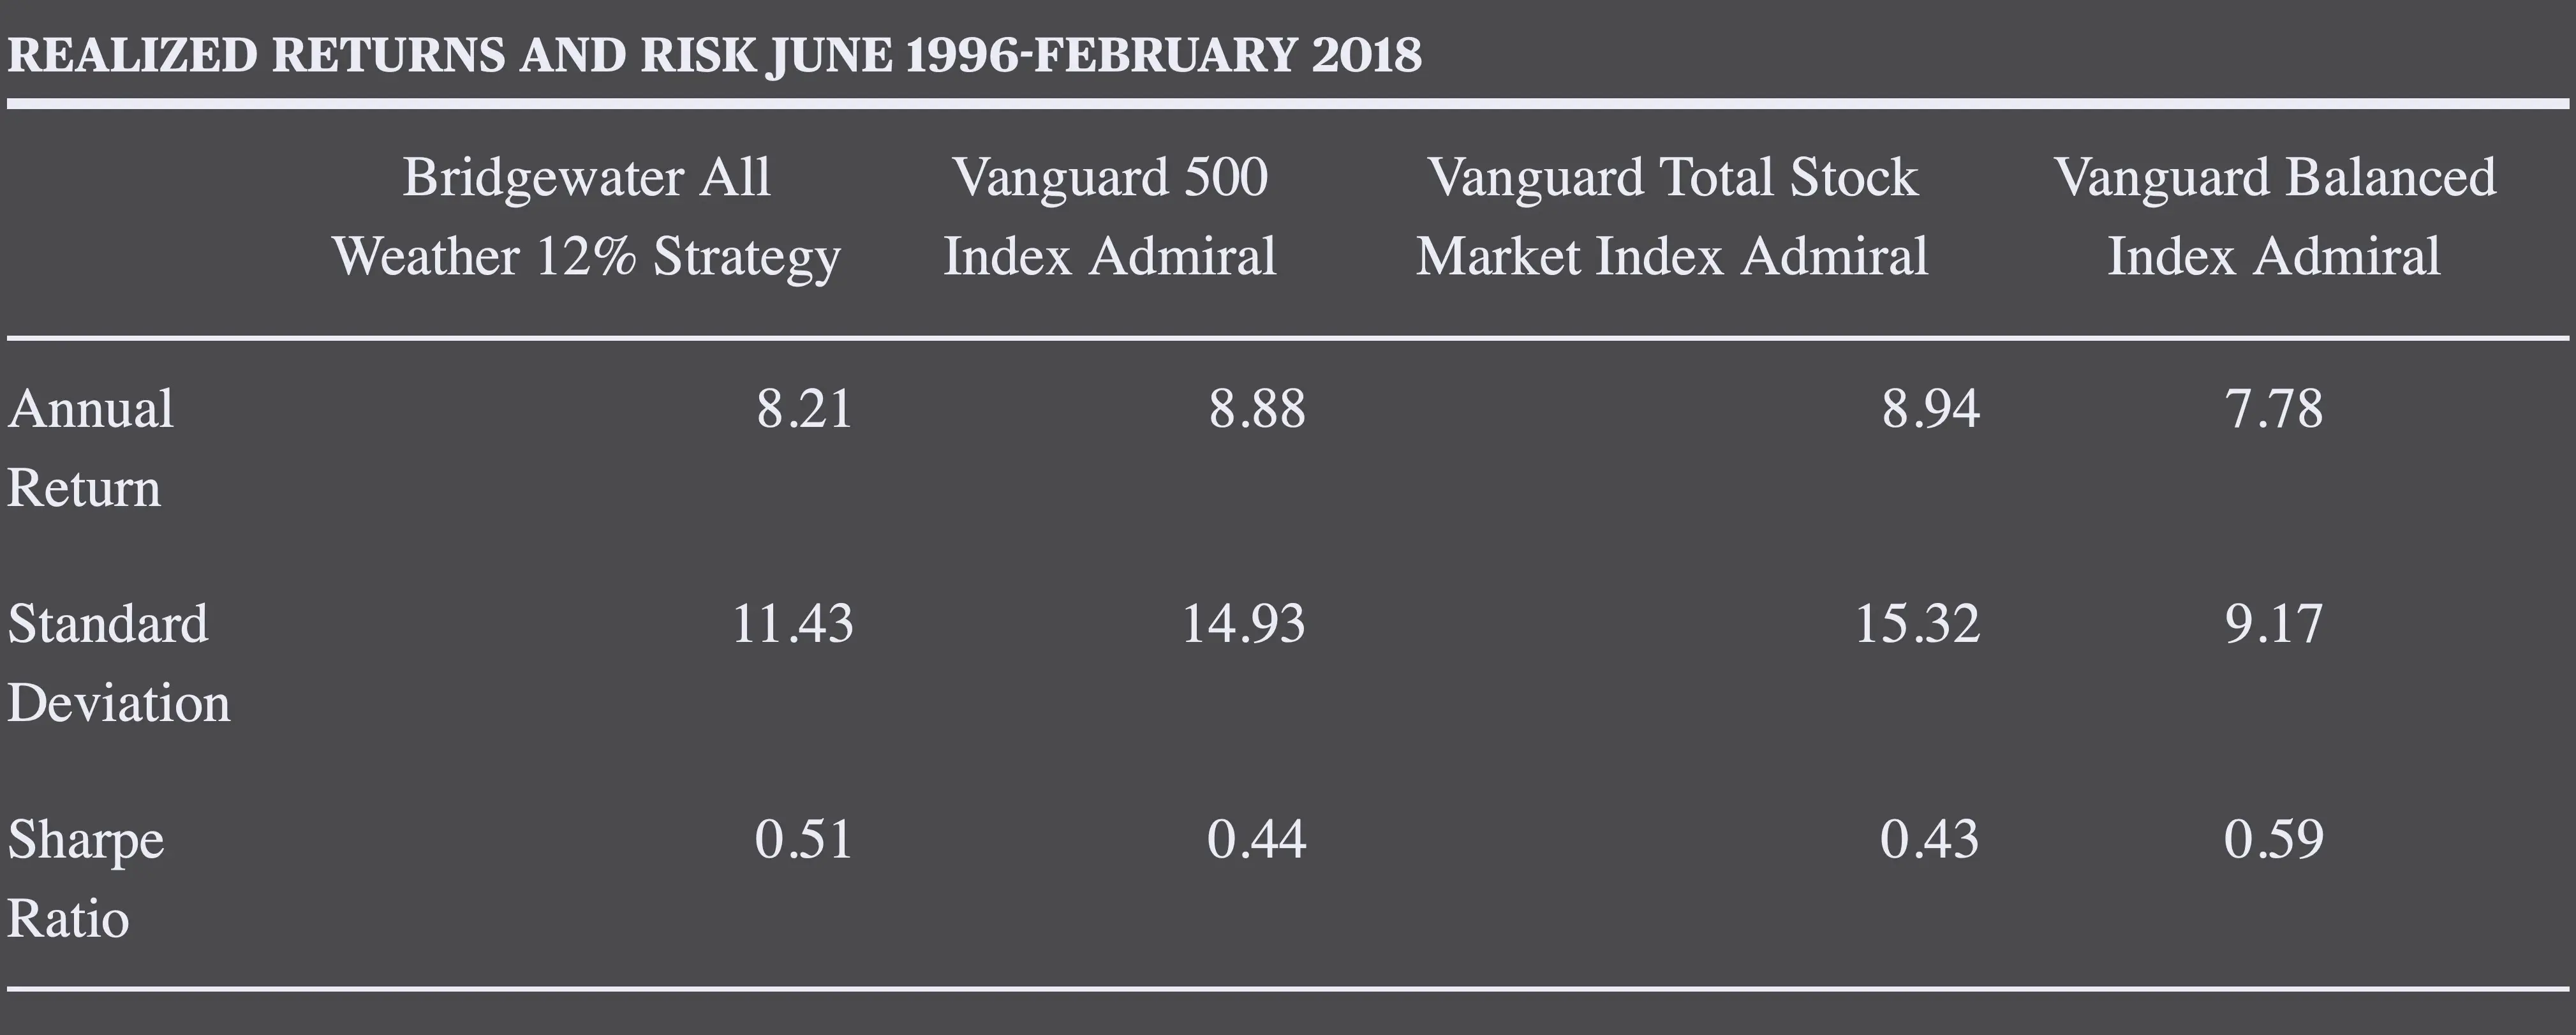 REALIZED RETURNS AND RISK JUNE 1996-FEBRUARY 2018
Bridgewater All Vanguard 500 Vanguard Total Stock Vanguard Balanced
Weather 12% Strategy Index Admiral Market Index Admiral Index Admiral
Annual 8.21 8.88 8.94 7.78
Return
Standard 11.43 14.93 15.32 9.17
Deviation
Sharpe 0.51 0.44 0.43 0.59
Ratio